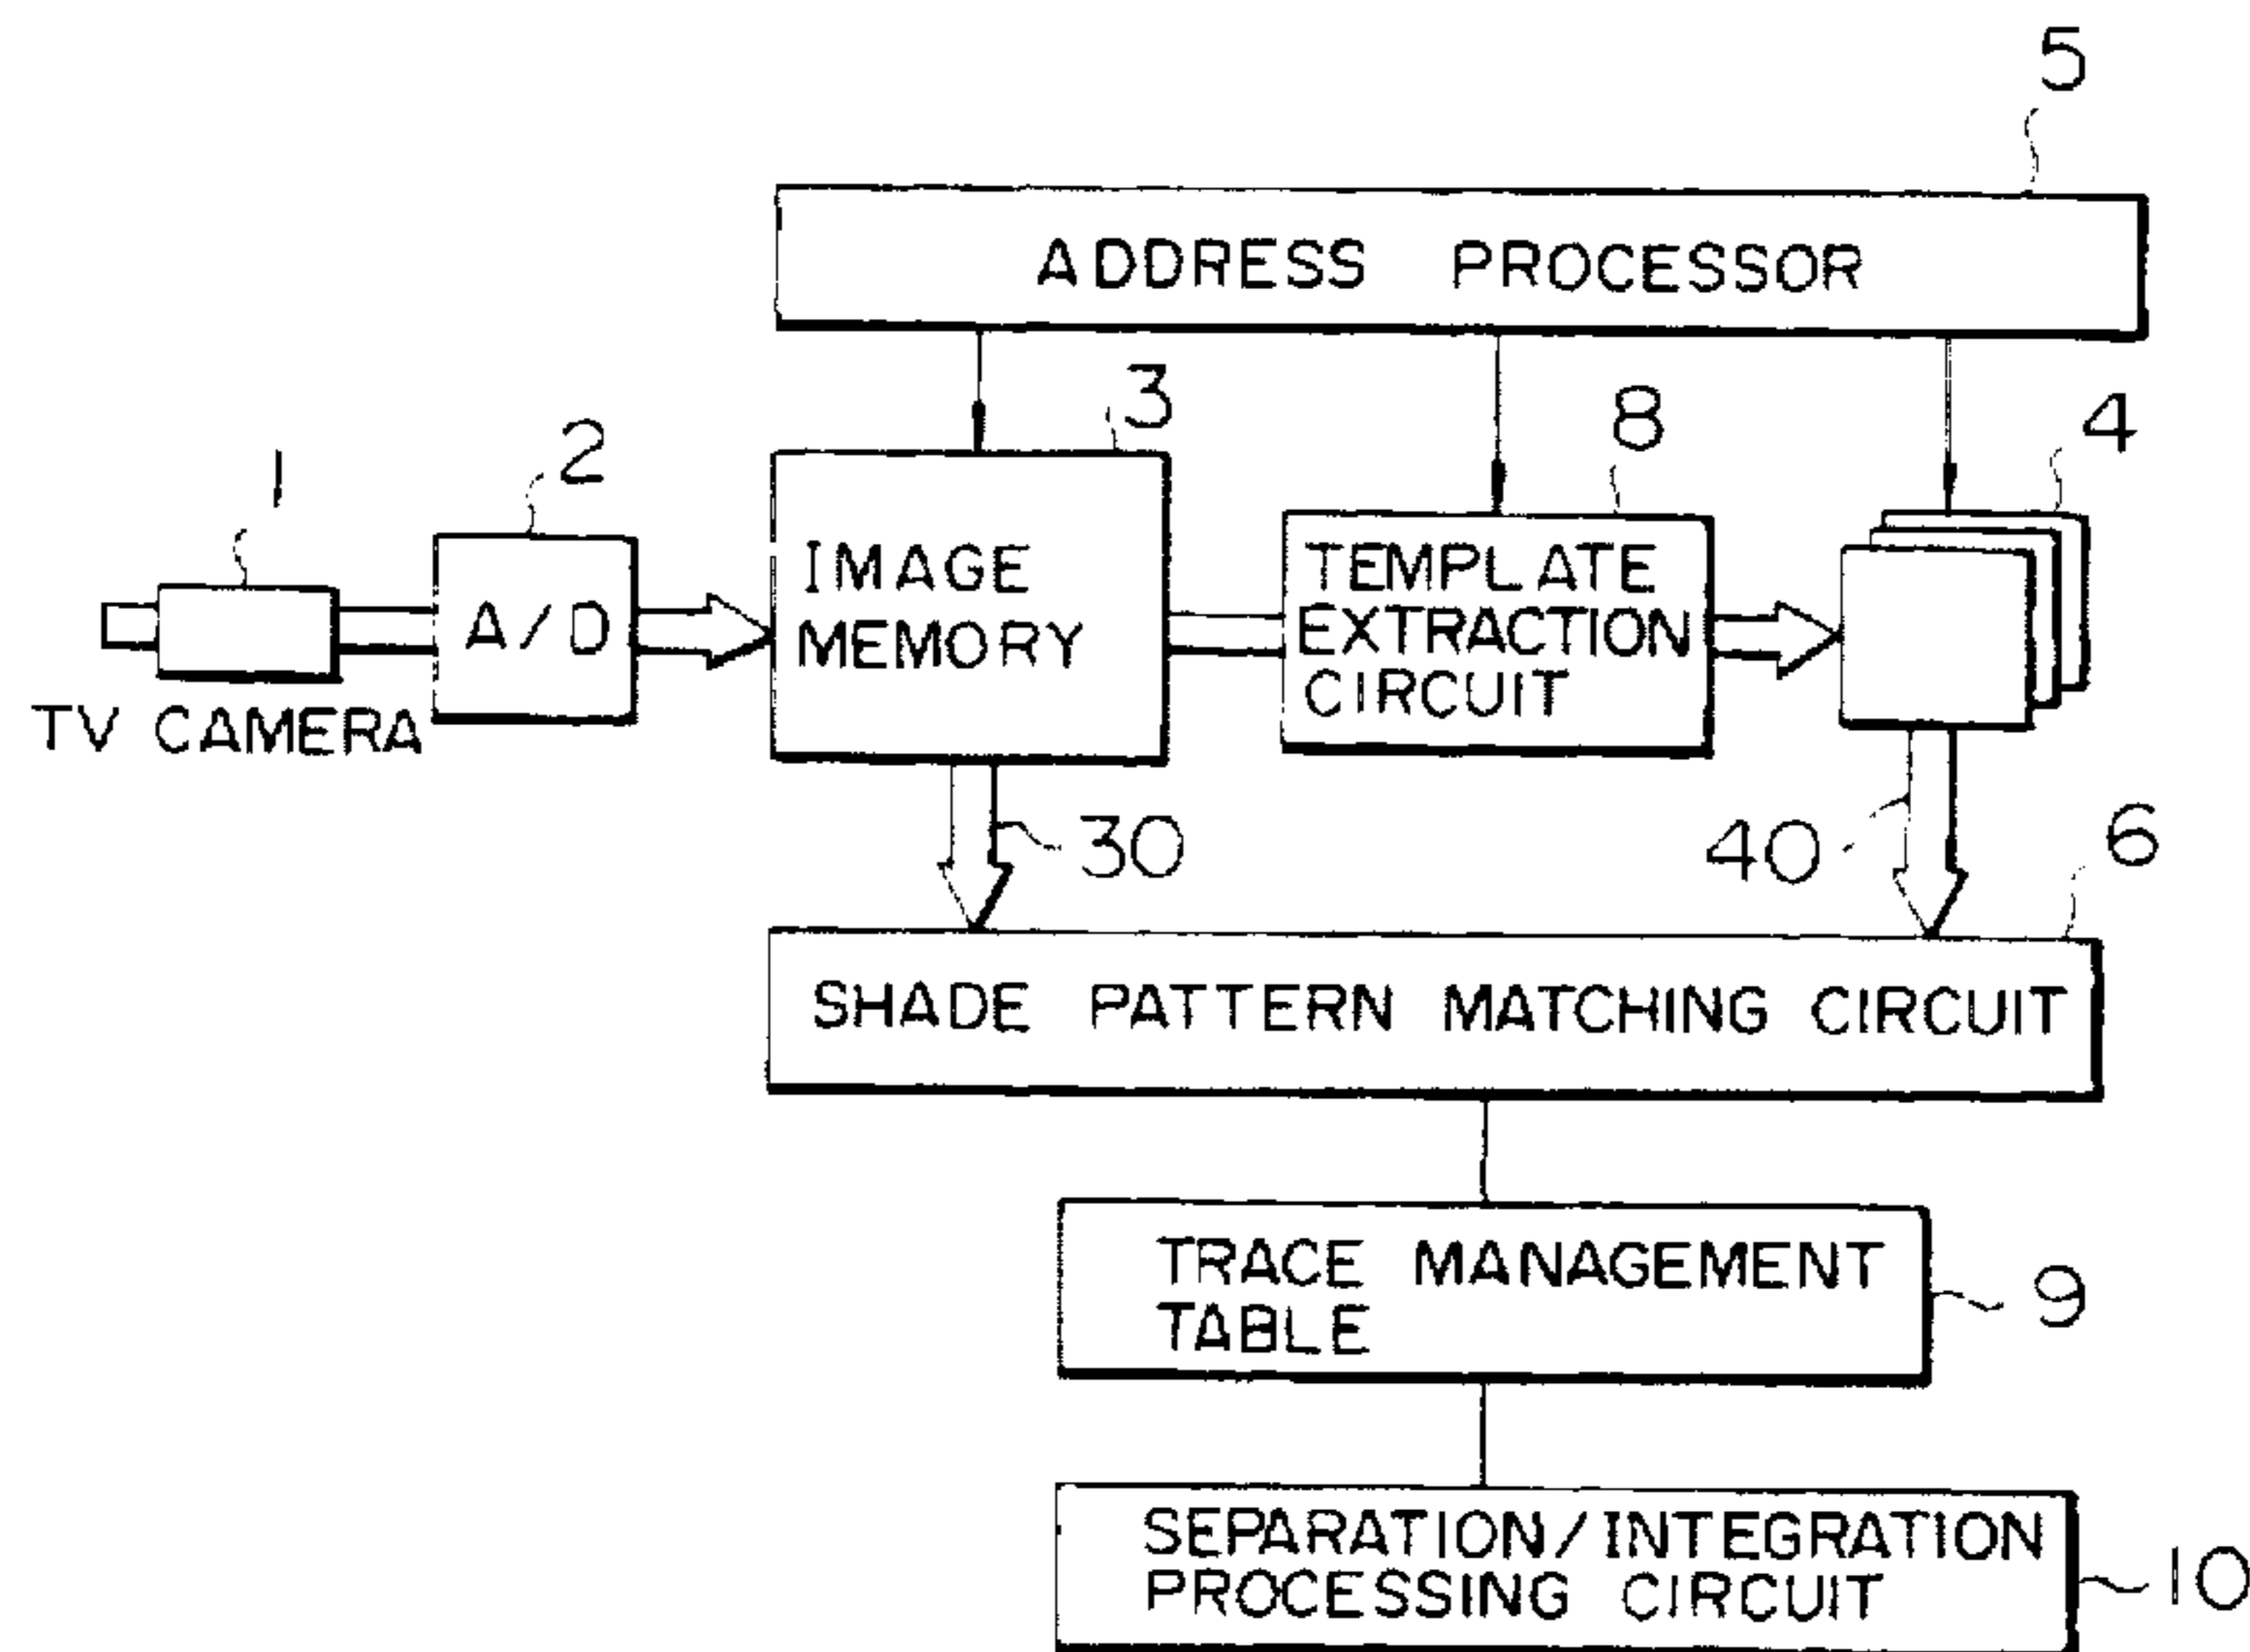 5
ADDRESS PROCESSOR
3
8
4
1
2
IMAGE
MEMORY
TEMPLATE
EXTRACTION
CIRCUIT
A/D
TV CAMERA
30
40
6
SHADE PATTERN MATCHING CIRCUIT
TRACE MANAGEMENT
TABLE
9
SEPARATION/INTEGRATION
PROCESSING CIRCUIT
10